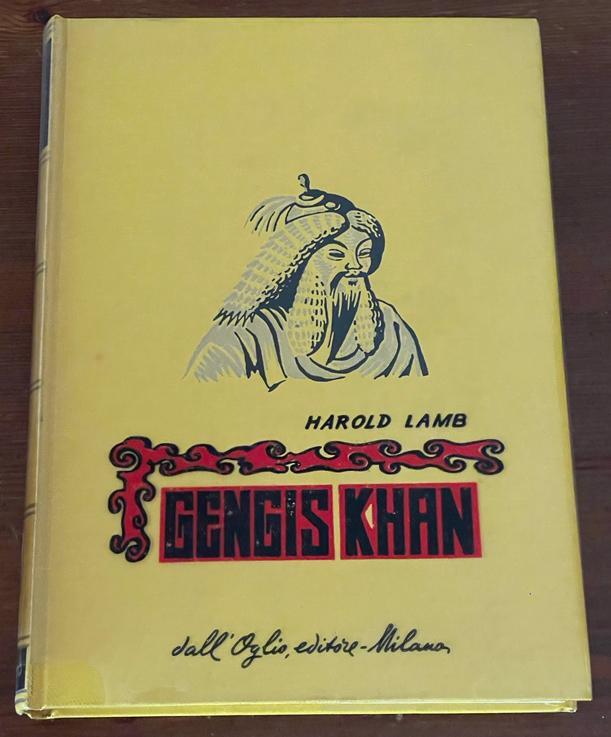 HAROLD LAMB
GENGIS KHAN
dall'Oglio, editore - Milano